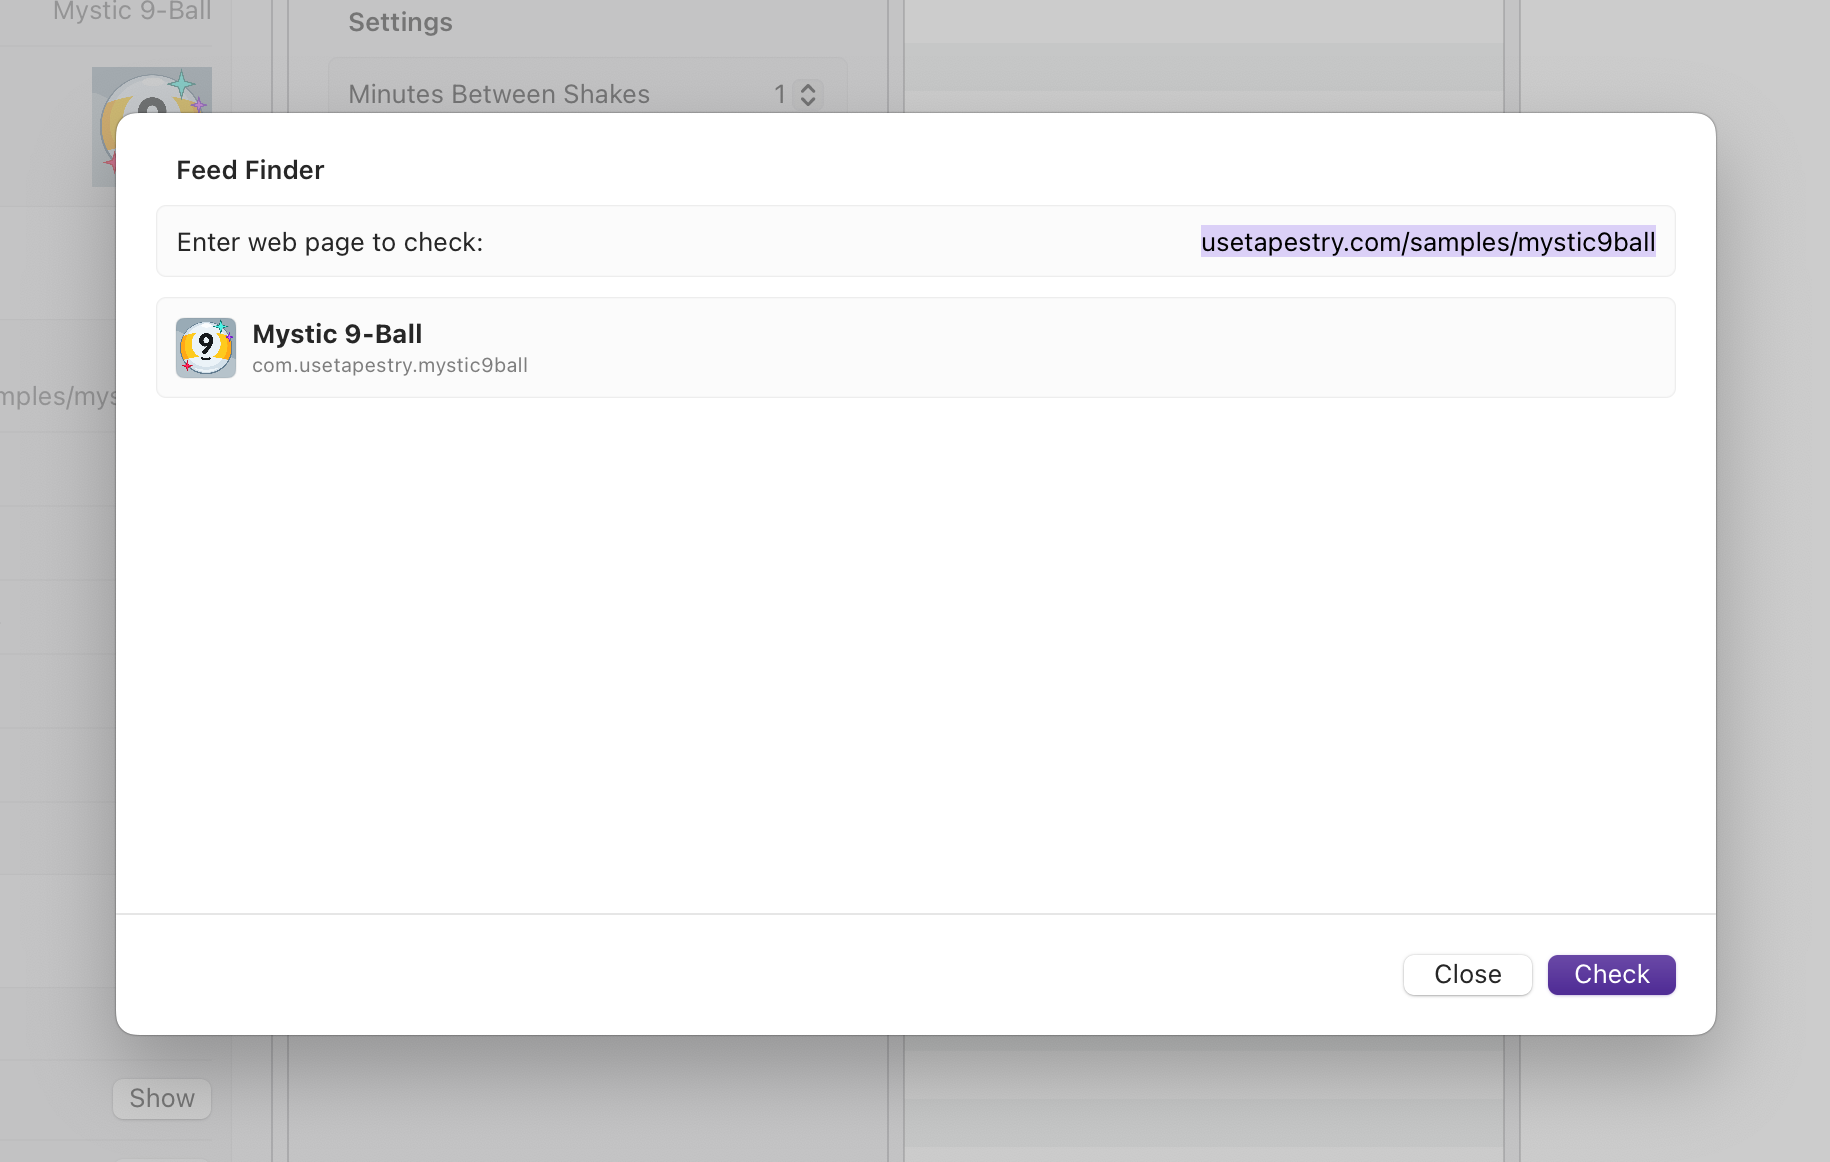 Mystic 9-Ball
Settings
Minutes Between Shakes 1
Feed Finder
Enter web page to check: usetapestry.com/samples/mystic9ball
9
Mystic 9-Ball
com.usetapestry.mystic9ball
mples/mys
Close Check
Show